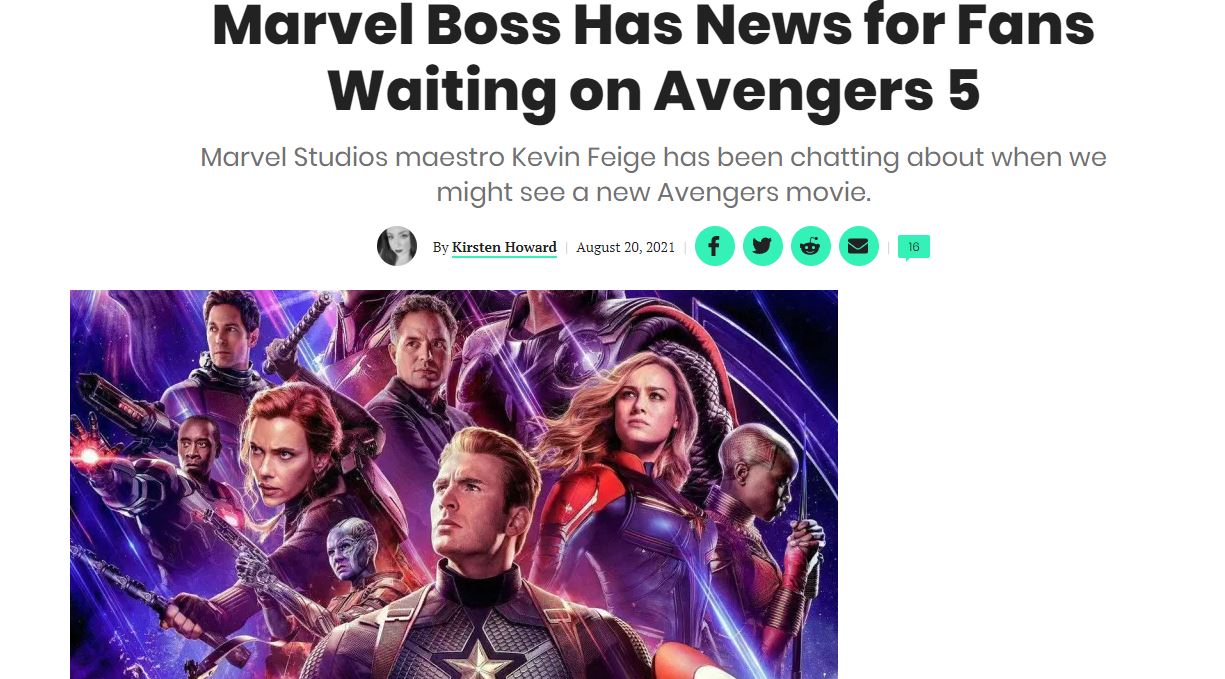 Marvel Boss Has News for Fans
Waiting on Avengers 5
Marvel Studios maestro Kevin Feige has been chatting about when we
might see a new Avengers movie.
By Kirsten Howard | August 20, 2021 | 16